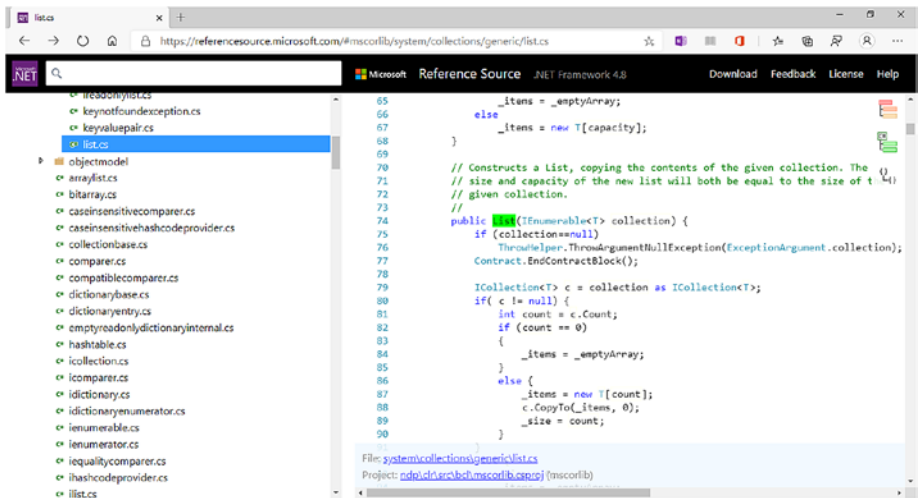 list.cs
https://referencesource.microsoft.com/#mscorlib/system/collections/generic/list.cs
Microsoft .NET
Microsoft Reference Source .NET Framework 4.8 Download Feedback License Help
ireadonlylist.cs
keynotfoundexception.cs
keyvaluepair.cs
list.cs
objectmodel
arraylist.cs
bitarray.cs
caseinsensitivecomparer.cs
caseinsensitivehashcodeprovider.cs
collectionbase.cs
comparer.cs
compatiblecomparer.cs
dictionarybase.cs
dictionaryentry.cs
emptyreadonlydictionaryinternal.cs
hashtable.cs
icollection.cs
icomparer.cs
idictionary.cs
idictionaryenumerator.cs
ienumerable.cs
ienumerator.cs
iequalitycomparer.cs
ihashcodeprovider.cs
ilist.cs
65 _items = _emptyArray;
66 else
67 _items = new T[capacity];
68 }
69
70 // Constructs a List, copying the contents of the given collection. The
71 // size and capacity of the new list will both be equal to the size of t
72 // given collection.
73 //
74 public List(IEnumerable<T> collection) {
75 if (collection==null)
76 ThrowHelper.ThrowArgumentNullException(ExceptionArgument.collection);
77 Contract.EndContractBlock();
78
79 ICollection<T> c = collection as ICollection<T>;
80 if( c != null) {
81 int count = c.Count;
82 if (count == 0)
83 {
84 _items = _emptyArray;
85 }
86 else {
87 _items = new T[count];
88 c.CopyTo(_items, 0);
89 _size = count;
90 }
91 }
File: system\collections\generic\list.cs
Project: ndp\clr\src\bcl\mscorlib.csproj (mscorlib)